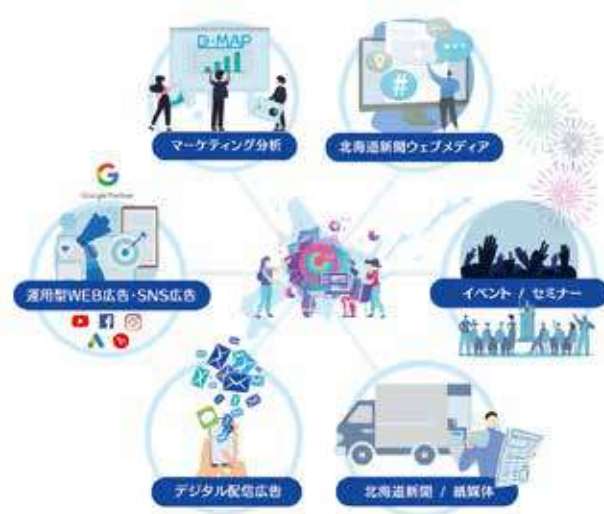 D-MAP
マーケティング分析
#
北海道新聞ウェブメディア
G
Google Partner
運用型WEB広告・SNS広告
イベント / セミナー
デジタル配信広告
北海道新聞 / 紙媒体